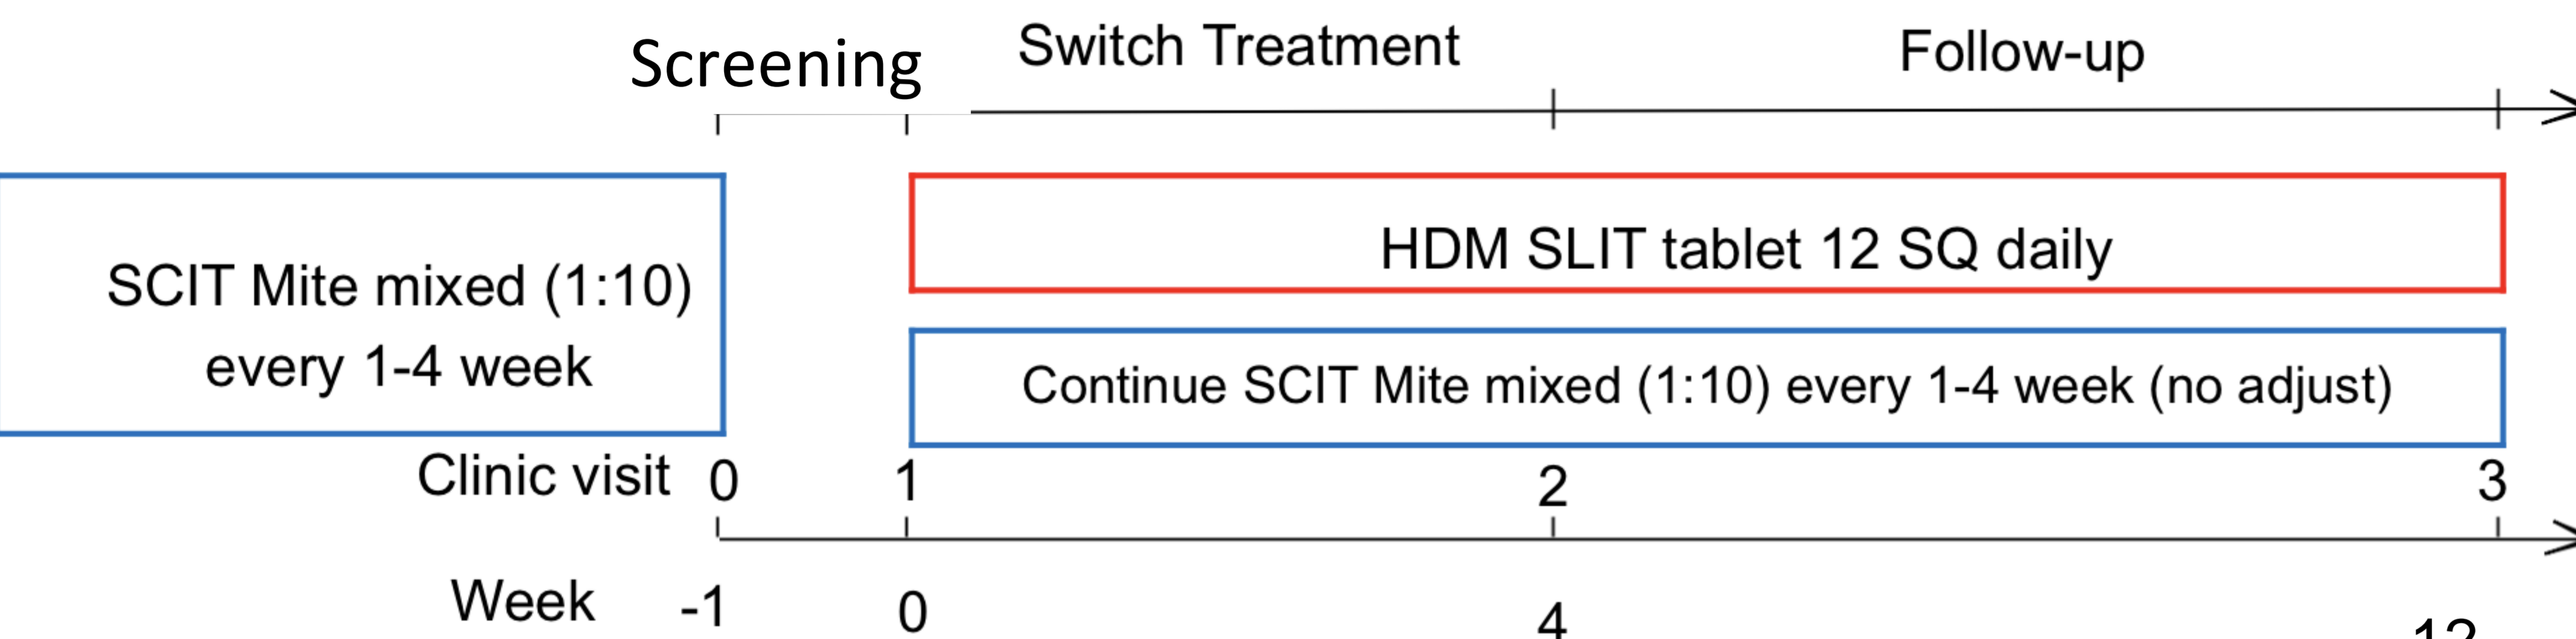 Screening
Switch Treatment
Follow-up
SCIT Mite mixed (1:10)
every 1-4 week
HDM SLIT tablet 12 SQ daily
Continue SCIT Mite mixed (1:10) every 1-4 week (no adjust)
Clinic visit 0 1 2 3
Week -1 0 4 12